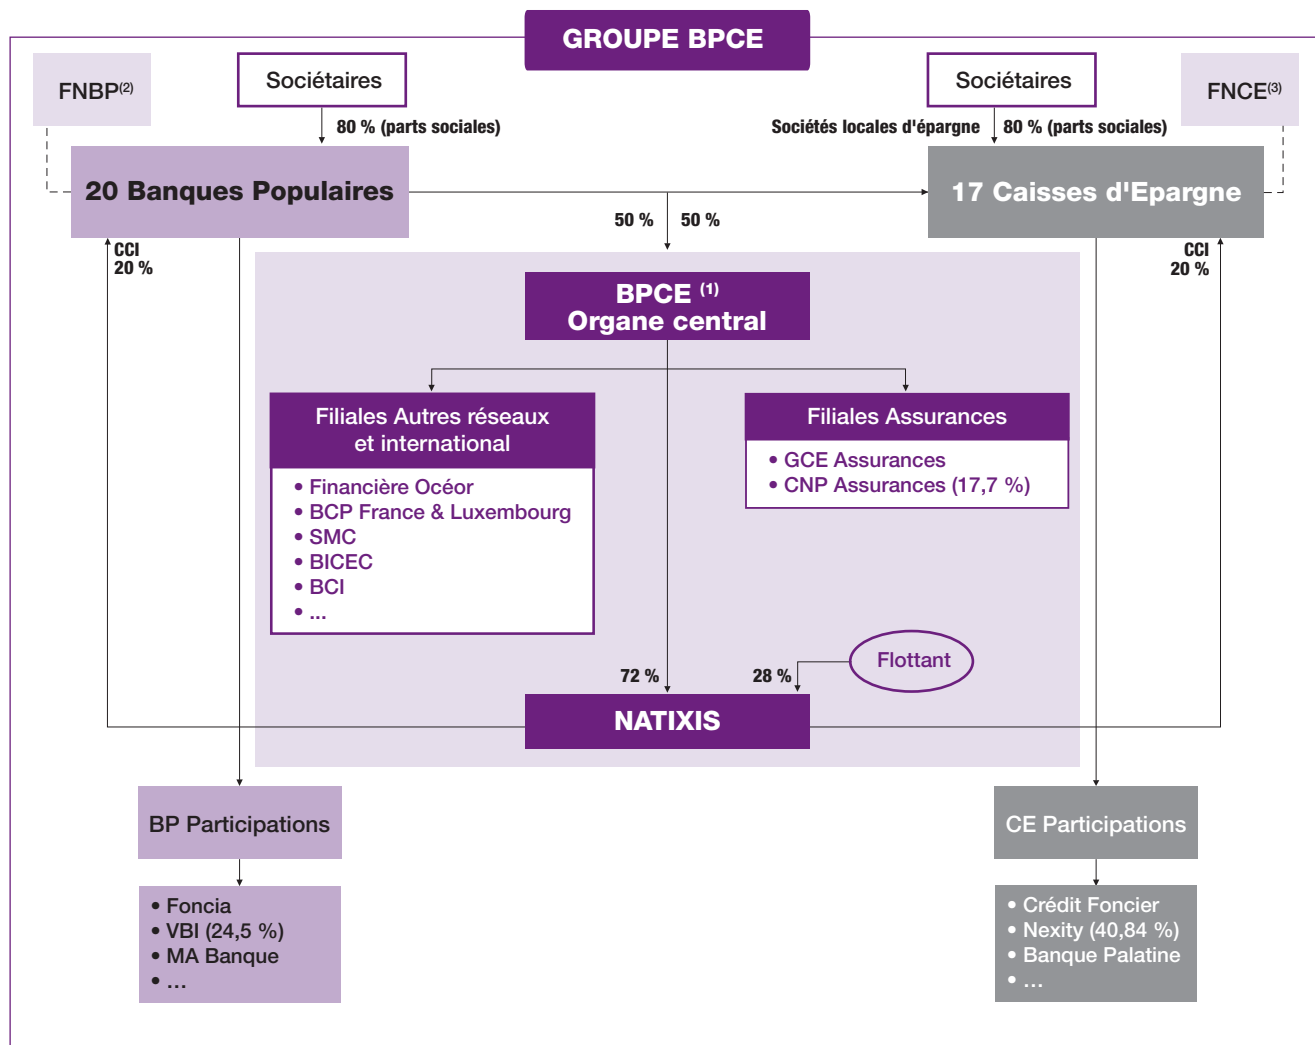 GROUPE BPCE
FNBP(2)
Sociétaires
Sociétaires
FNCE(3)
80 % (parts sociales)
Sociétés locales d'épargne
80 % (parts sociales)
20 Banques Populaires
17 Caisses d'Epargne
50 %
50 %
CCI
20 %
CCI
20 %
BPCE (1)
Organe central
Filiales Autres réseaux
et international
• Financière Océor
• BCP France & Luxembourg
• SMC
• BICEC
• BCI
• ...
Filiales Assurances
• GCE Assurances
• CNP Assurances (17,7 %)
Flottant
72 %
28 %
NATIXIS
BP Participations
• Foncia
• VBI (24,5 %)
• MA Banque
• ...
CE Participations
• Crédit Foncier
• Nexity (40,84 %)
• Banque Palatine
• ...